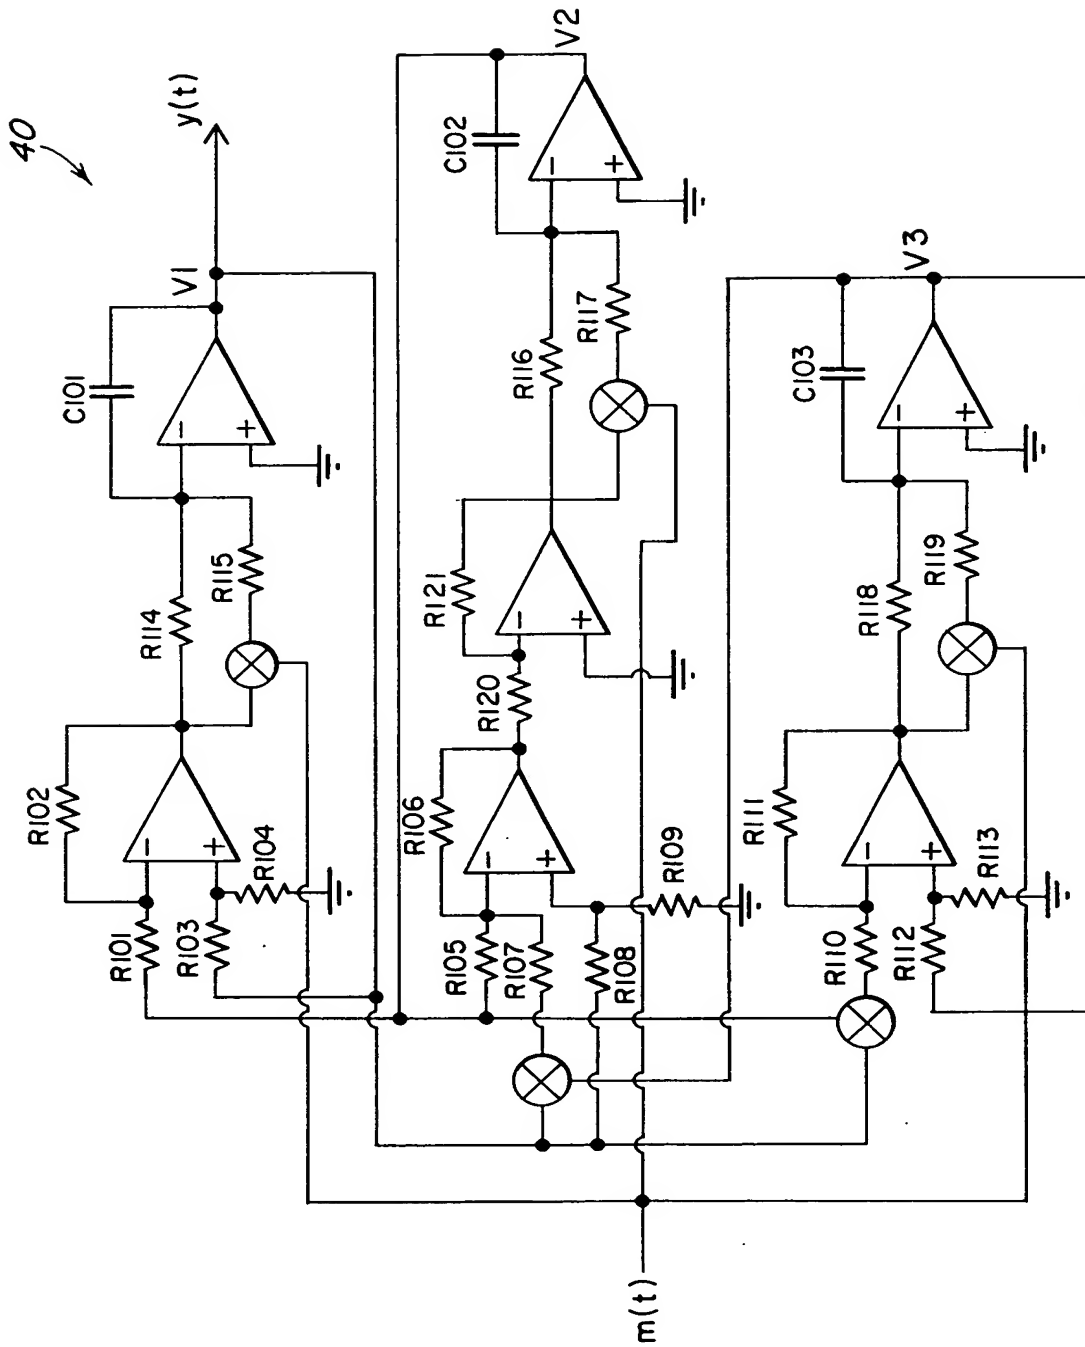 40
y(t)
V1
V2
C101
C102
R102
R114
R115
R101
R103
R104
R106
R121
R116
R117
R120
R105
R107
R108
R109
C103
V3
R111
R118
R119
R110
R112
R113
m(t)
- 
+
-
+
-
+
-
+
-
+
-
+
-
+